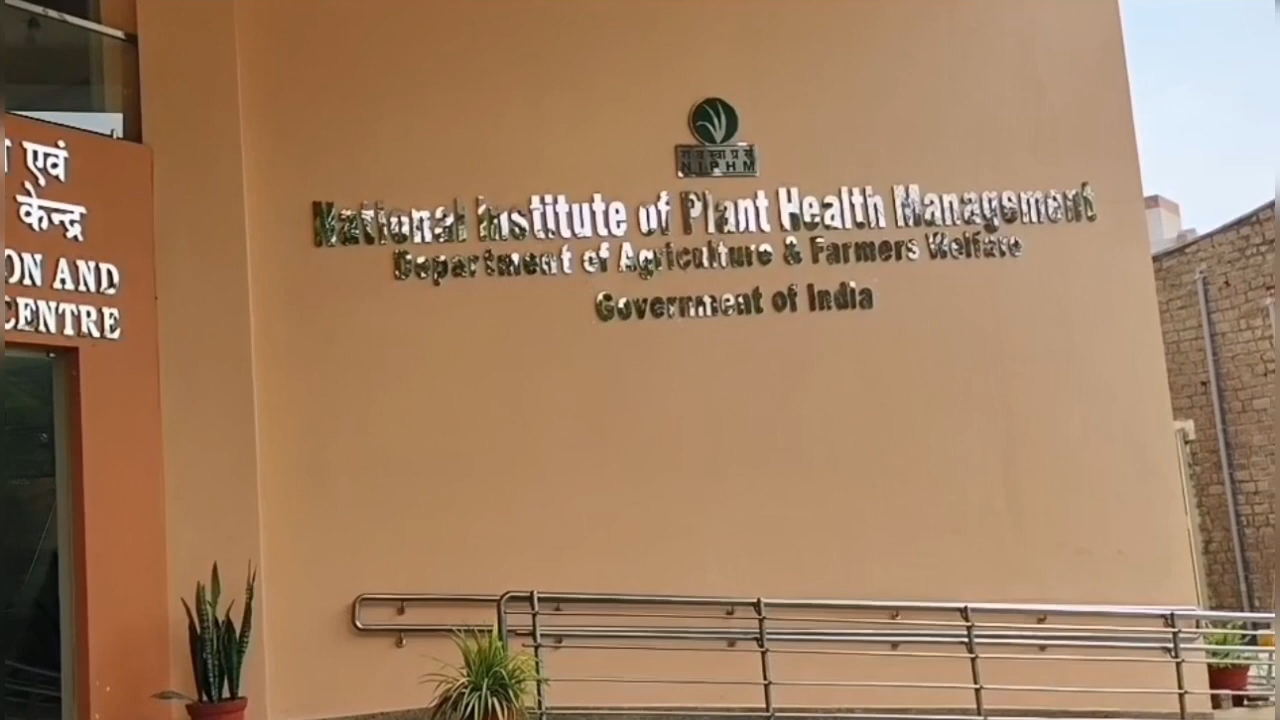 एवं
केन्द्र
ON AND
CENTRE
NIPHM
National Institute of Plant Health Management
Department of Agriculture & Farmers Welfare
Government of India